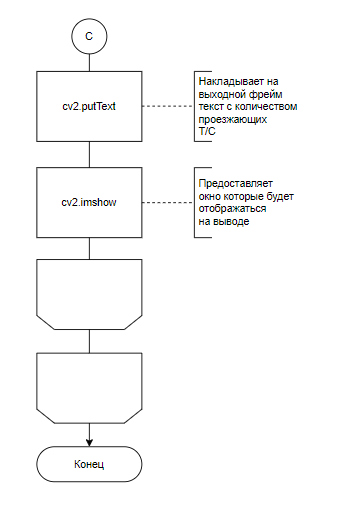 С
cv2.putText
Накладывает на
выходной фрейм
текст с количеством
проезжающих
Т/С
cv2.imshow
Предоставляет
окно которые будет
отображаться
на выводе
Конец